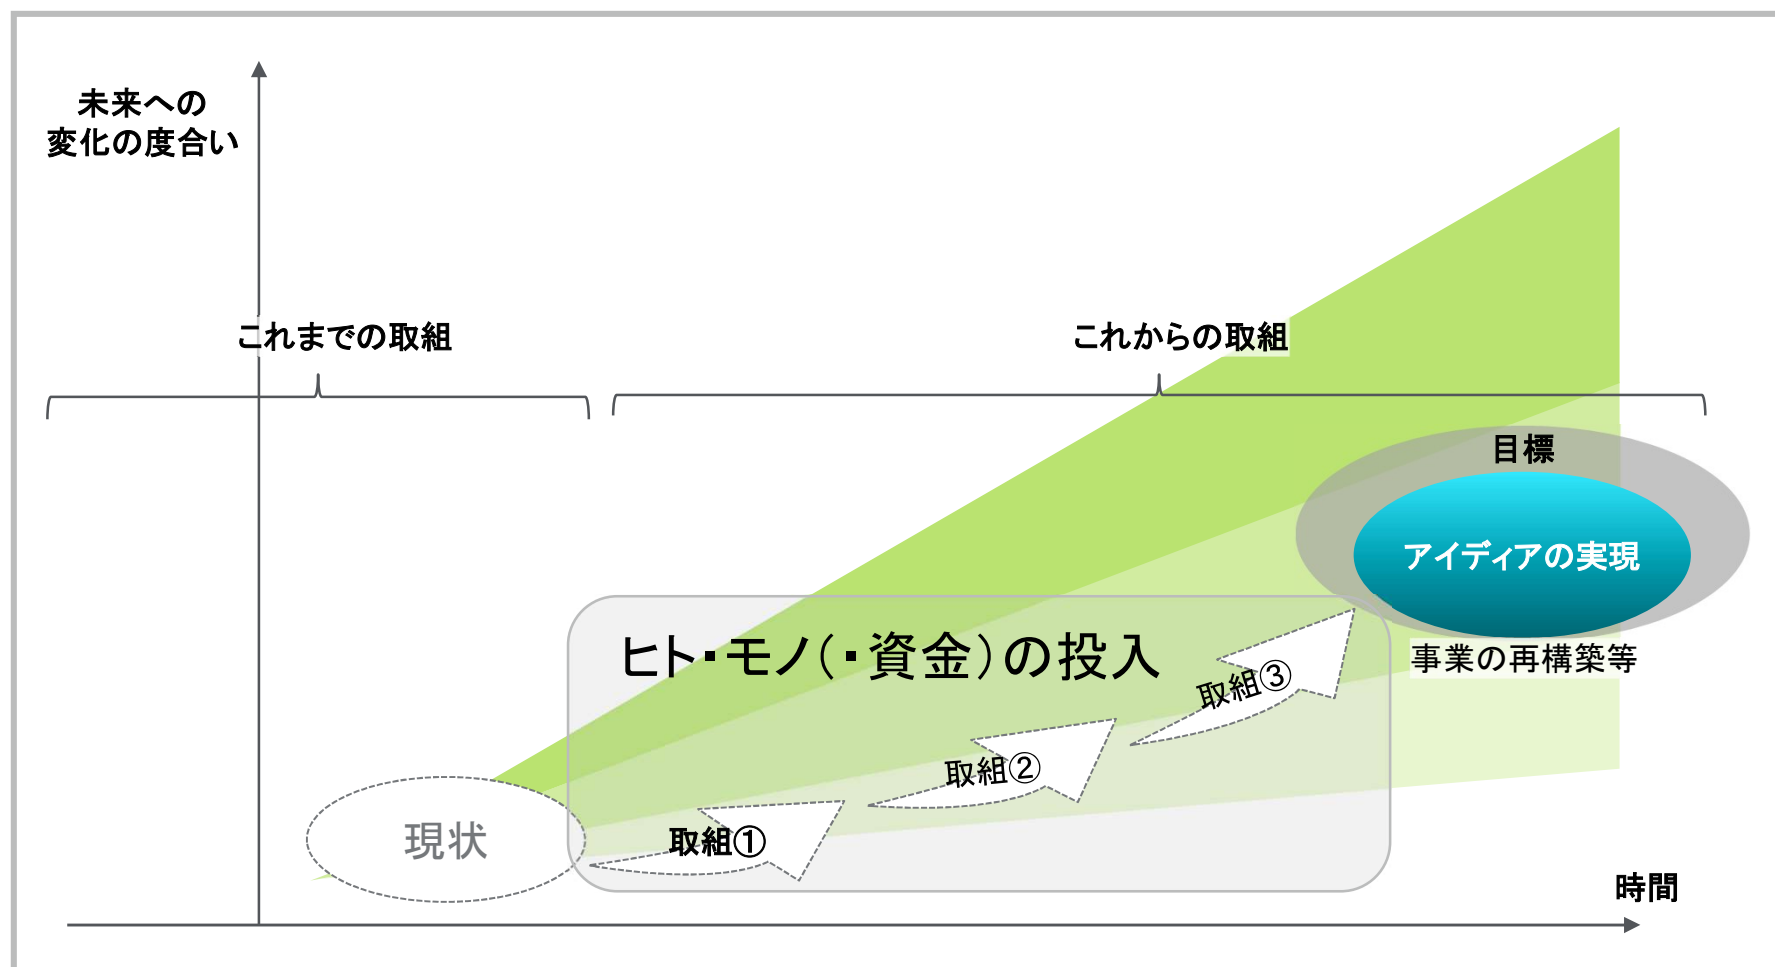 未来への
変化の度合い
これまでの取組
これからの取組
目標
アイディアの実現
事業の再構築等
ヒト・モノ(・資金)の投入
取組③
取組②
取組①
現状
時間